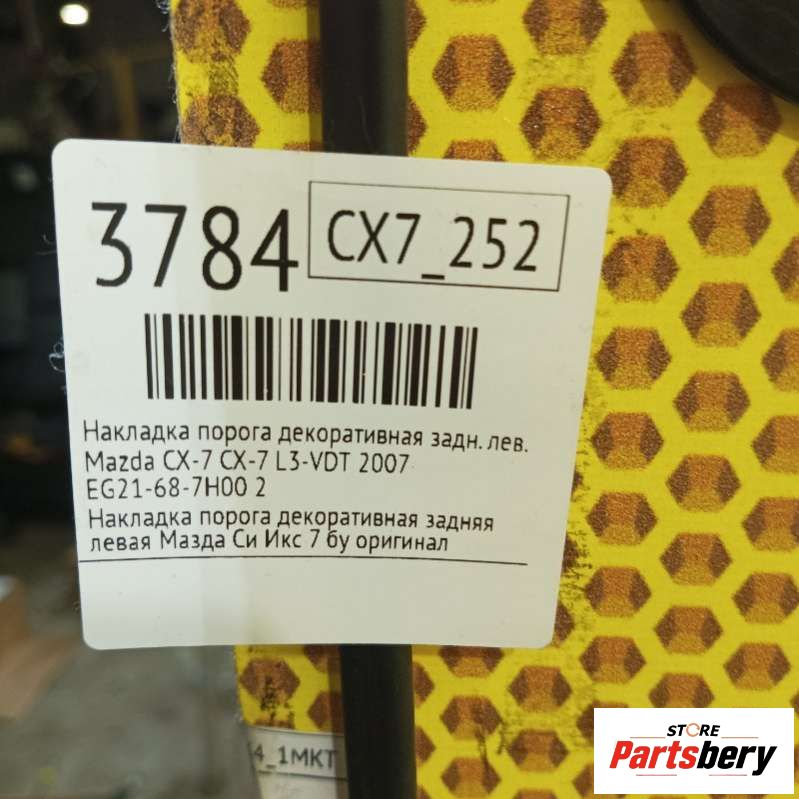 3784 CX7_252
Накладка порога декоративная задн. лев.
Mazda CX-7 CX-7 L3-VDT 2007
EG21-68-7H00 2
Накладка порога декоративная задняя
левая Мазда Си Икс 7 бу оригинал
4_1MKT
STORE
Partsbery